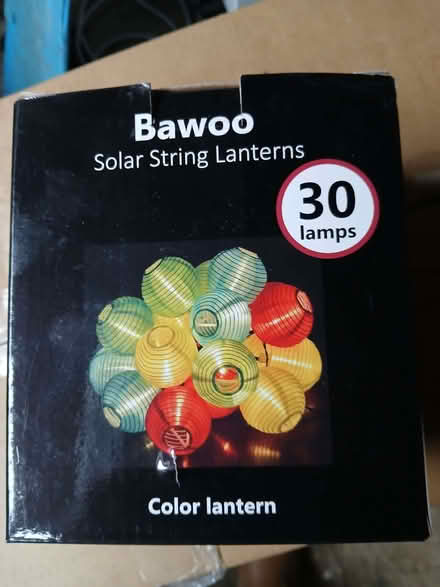 Bawoo
Solar String Lanterns
30
lamps
Color lantern